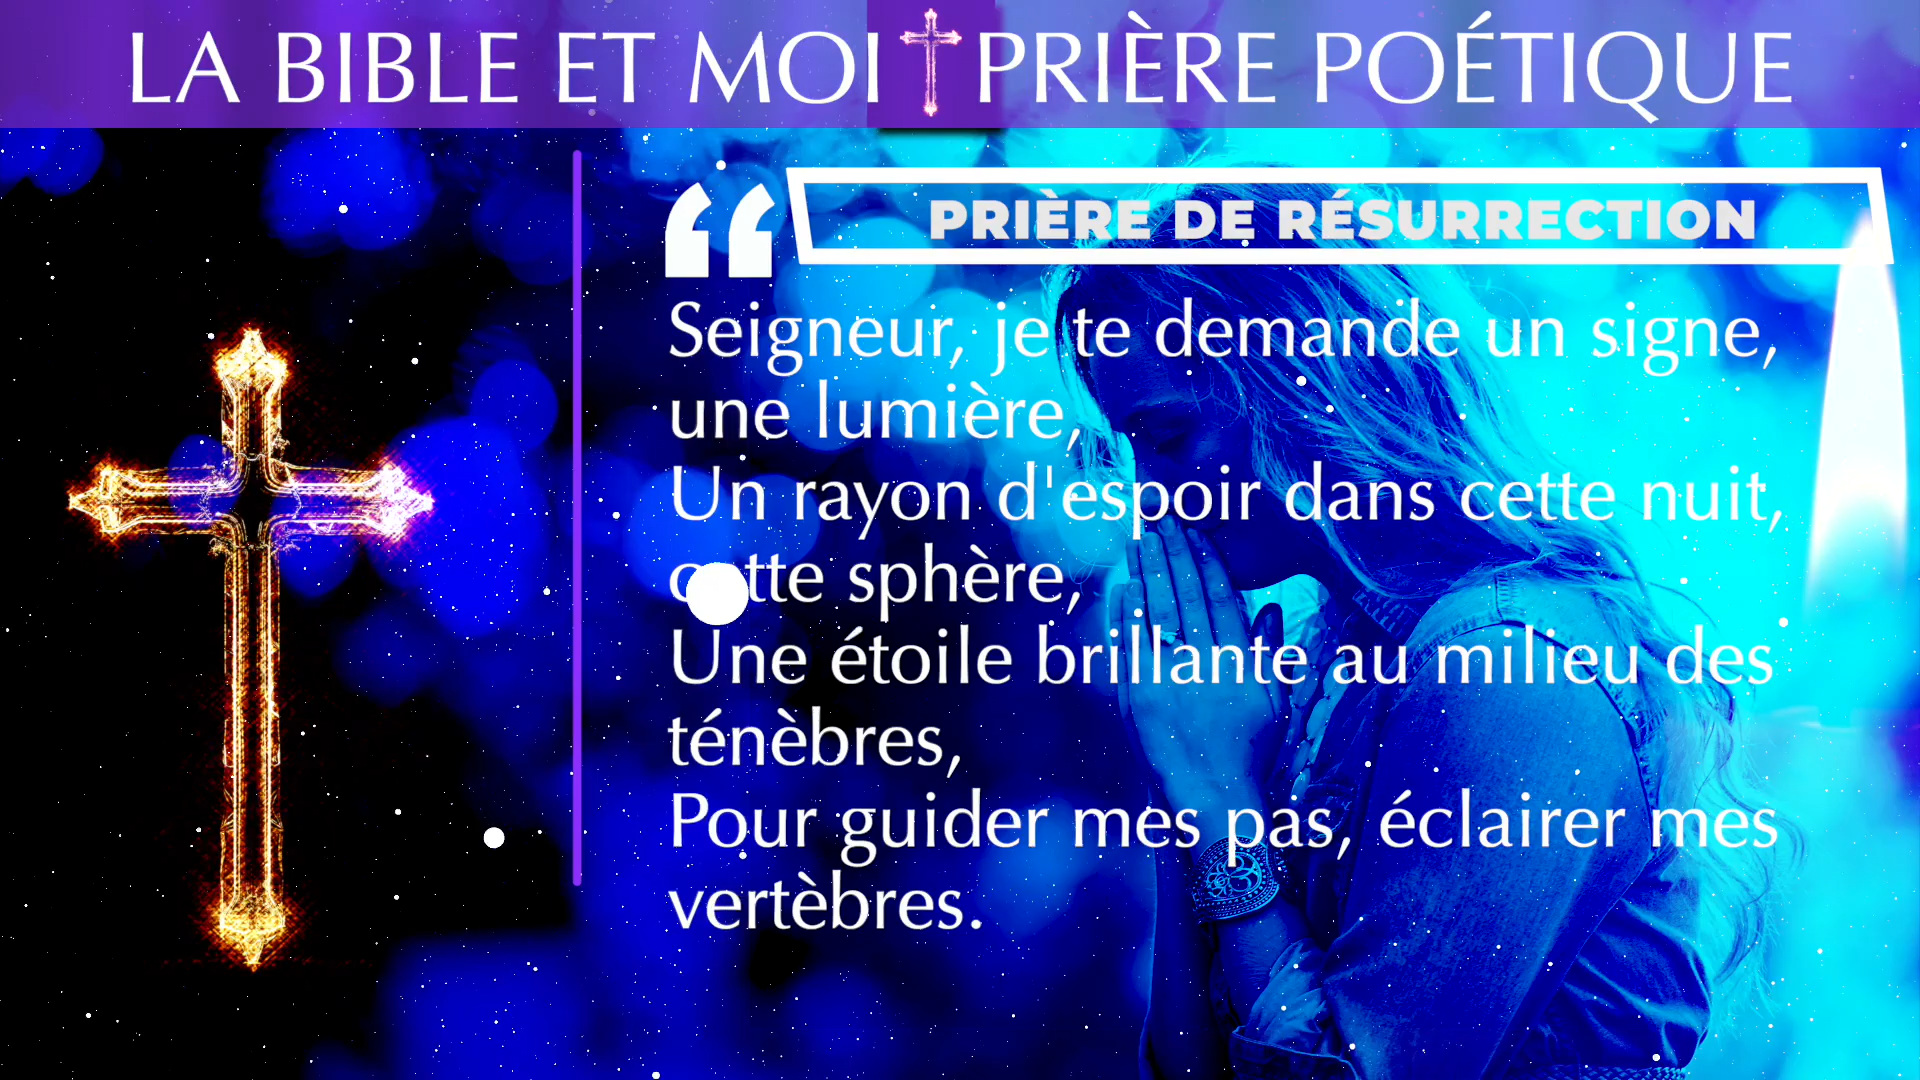 LA BIBLE ET MOI PRIÈRE POÉTIQUE
PRIÈRE DE RÉSURRECTION
Seigneur, je te demande un signe,
une lumière,
Un rayon d'espoir dans cette nuit,
cette sphère,
Une étoile brillante au milieu des
ténèbres,
Pour guider mes pas, éclairer mes
vertèbres.